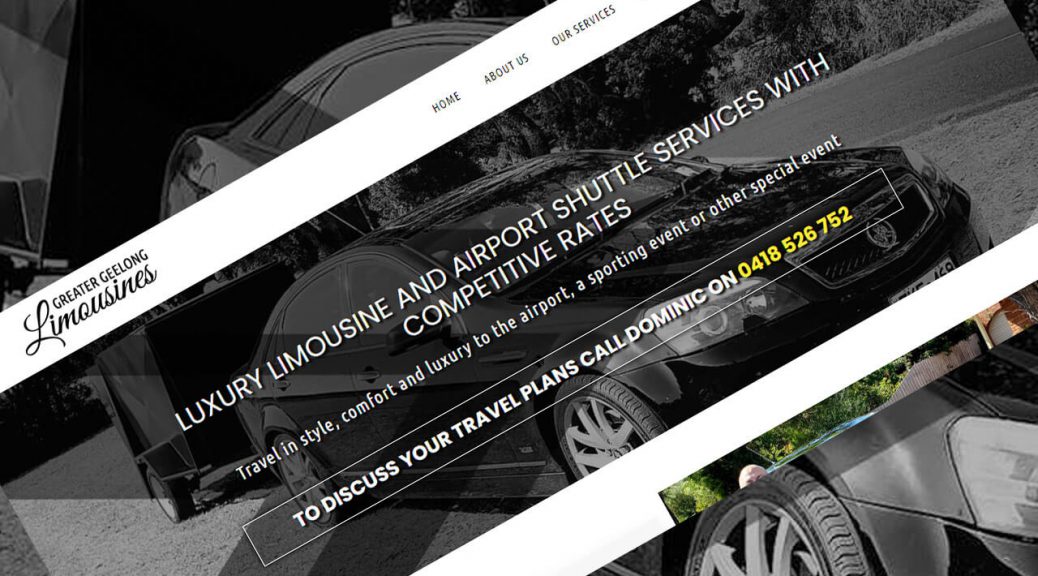 HOME
ABOUT US
OUR SERVICES
GREATER GEELONG
Limousines
LUXURY LIMOUSINE AND AIRPORT SHUTTLE SERVICES WITH
COMPETITIVE RATES
Travel in style, comfort and luxury to the airport, a sporting event or other special event
TO DISCUSS YOUR TRAVEL PLANS CALL DOMINIC ON 0418 526 752